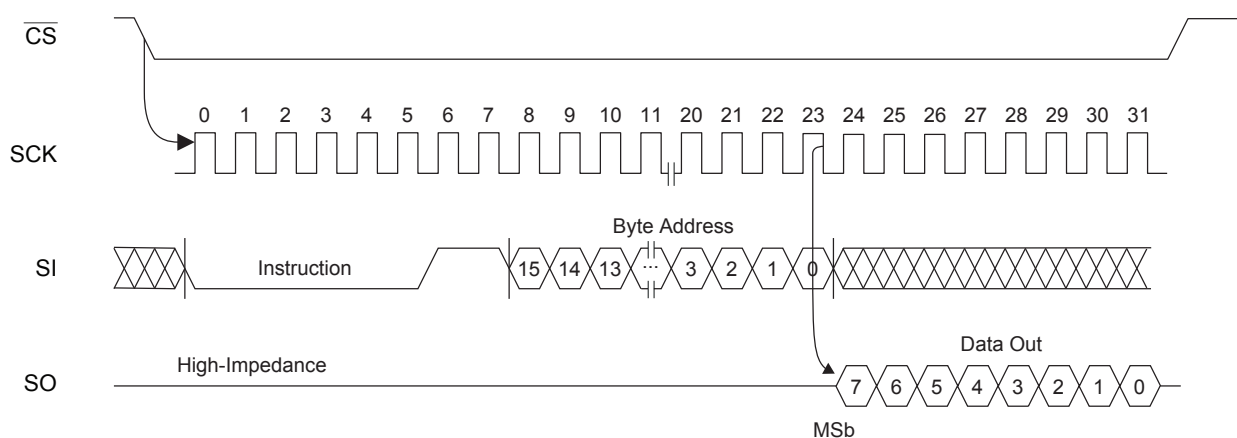 CS
0 1 2 3 4 5 6 7 8 9 10 11 20 21 22 23 24 25 26 27 28 29 30 31
SCK
Byte Address
SI Instruction 15 14 13 ... 3 2 1 0
High-Impedance Data Out
SO 7 6 5 4 3 2 1 0
MSb